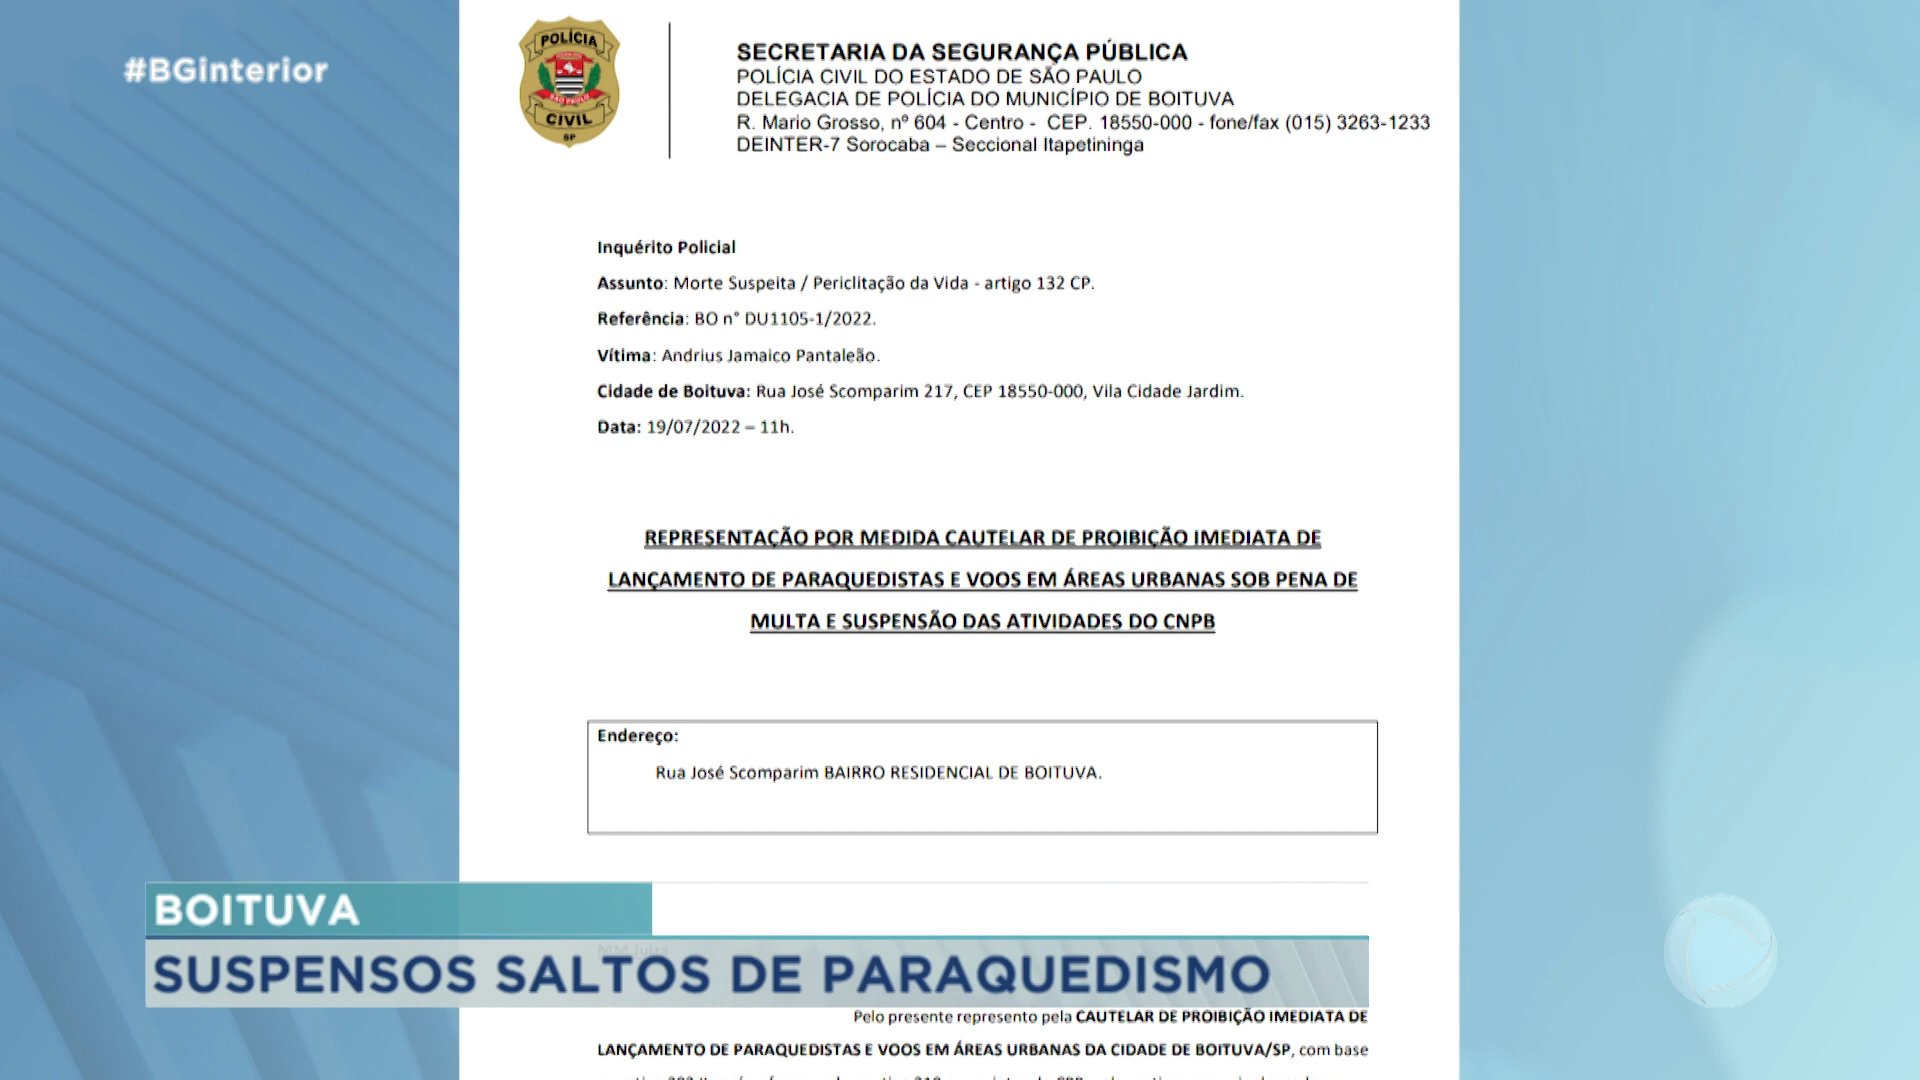 #BGinterior
POLÍCIA
SÃO PAULO
CIVIL
SP
SECRETARIA DA SEGURANÇA PÚBLICA
POLÍCIA CIVIL DO ESTADO DE SÃO PAULO
DELEGACIA DE POLÍCIA DO MUNICÍPIO DE BOITUVA
R. Mario Grosso, nº 604 - Centro - CEP. 18550-000 - fone/fax (015) 3263-1233
DEINTER-7 Sorocaba – Seccional Itapetininga
Inquérito Policial
Assunto: Morte Suspeita / Periclitação da Vida - artigo 132 CP.
Referência: BO n° DU1105-1/2022.
Vítima: Andrius Jamaico Pantaleão.
Cidade de Boituva: Rua José Scomparim 217, CEP 18550-000, Vila Cidade Jardim.
Data: 19/07/2022 – 11h.
REPRESENTAÇÃO POR MEDIDA CAUTELAR DE PROIBIÇÃO IMEDIATA DE
LANÇAMENTO DE PARAQUEDISTAS E VOOS EM ÁREAS URBANAS SOB PENA DE
MULTA E SUSPENSÃO DAS ATIVIDADES DO CNPB
Endereço:
Rua José Scomparim BAIRRO RESIDENCIAL DE BOITUVA.
BOITUVA
MM Juíza
SUSPENSOS SALTOS DE PARAQUEDISMO
Pelo presente represento pela CAUTELAR DE PROIBIÇÃO IMEDIATA DE
LANÇAMENTO DE PARAQUEDISTAS E VOOS EM ÁREAS URBANAS DA CIDADE DE BOITUVA/SP, com base